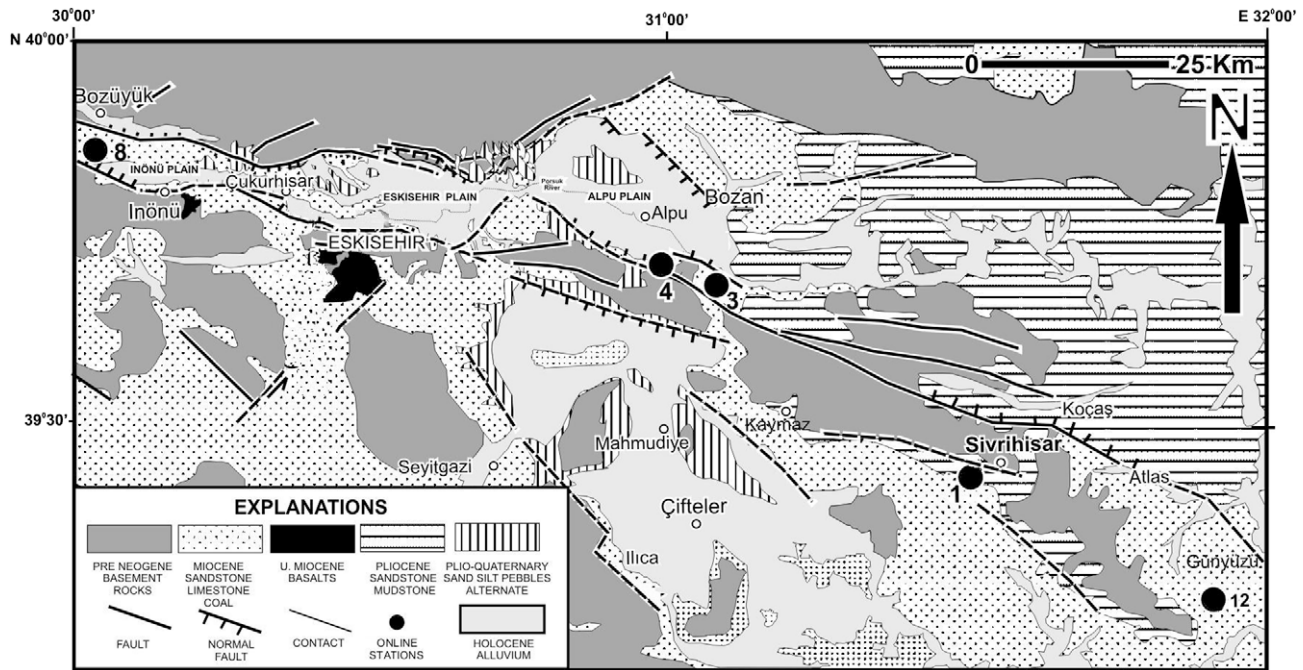 30°00'
31°00'
E 32°00'
N 40°00'
0 25 Km
Bozüyük
N
8
INÖNÜ PLAIN
Çukurhisar
Porsuk
River
ESKISEHIR PLAIN
ALPU PLAIN
Bozan
Inönü
Alpu
ESKISEHIR
4
3
39°30'
Koçaş
Kaymaz
Mahmudiye
Sivrihisar
Seyitgazi
Atlas
1
Çifteler
Ilıca
Günyüzü
12
EXPLANATIONS
PRE NEOGENE
BASEMENT
ROCKS
MIOCENE
SANDSTONE
LIMESTONE
COAL
U. MIOCENE
BASALTS
PLIOCENE
SANDSTONE
MUDSTONE
PLIO-QUATERNARY
SAND SILT PEBBLES
ALTERNATE
FAULT
NORMAL
FAULT
CONTACT
ONLINE
STATIONS
HOLOCENE
ALLUVIUM